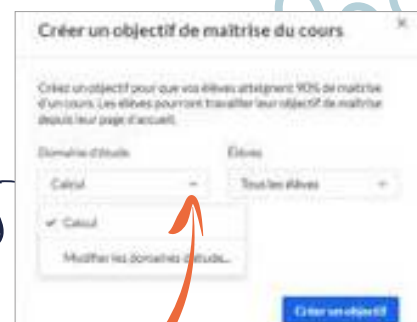 Créer un objectif de maîtrise du cours
×
Créez un objectif pour que vos élèves atteignent 90% de maîtrise
d'un cours. Les élèves pourront travailler leur objectif de maîtrise
depuis leur page d'accueil.
Domaine d'étude
Élèves
Calcul
Tous les élèves
✓ Calcul
Modifier les domaines d'étude...
Créer un objectif